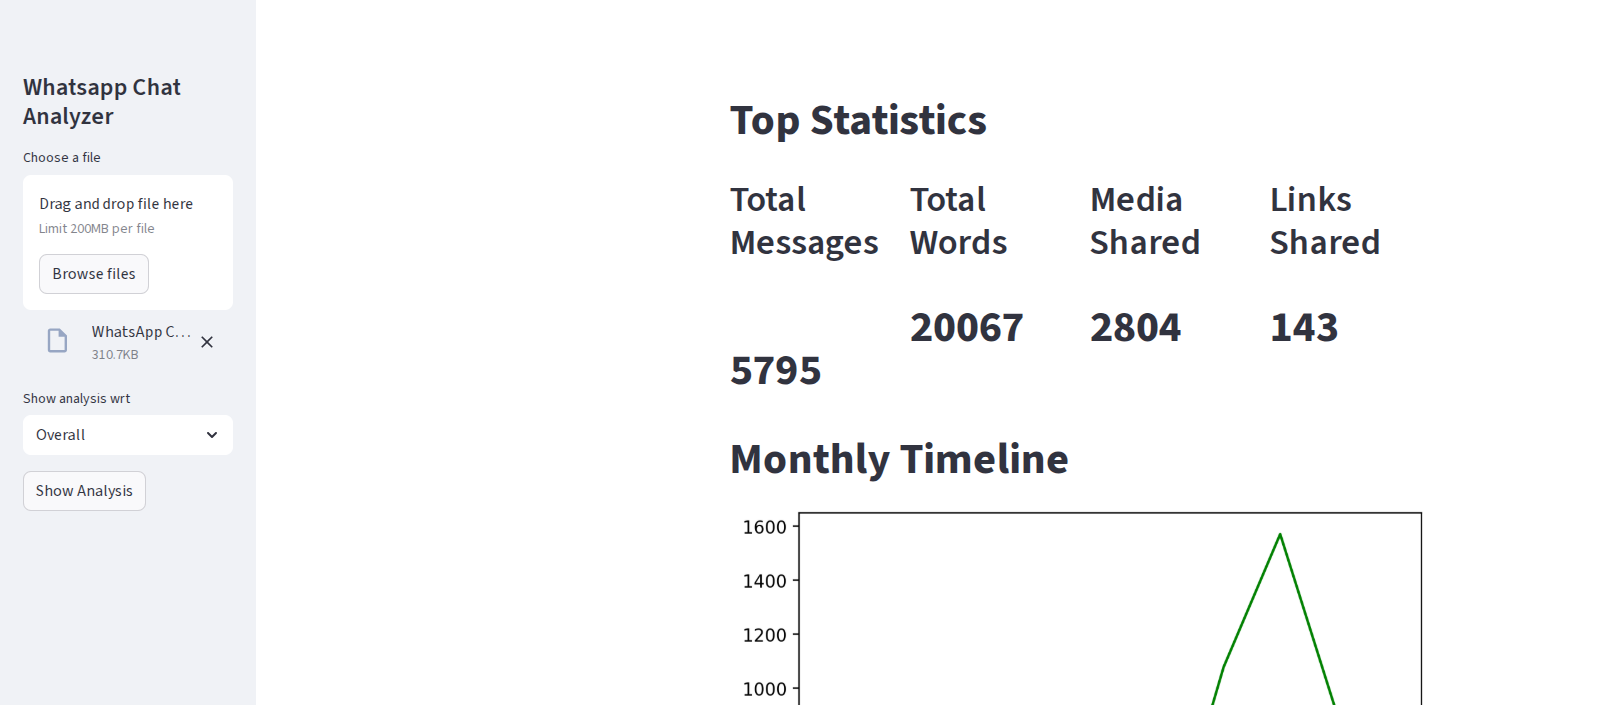 Whatsapp Chat
Analyzer
Choose a file
Drag and drop file here
Limit 200MB per file
Browse files
WhatsApp C...
310.7KB
Show analysis wrt
Overall
Show Analysis
Top Statistics
Total
Messages
5795
Total
Words
20067
Media
Shared
2804
Links
Shared
143
Monthly Timeline
1600
1400
1200
1000